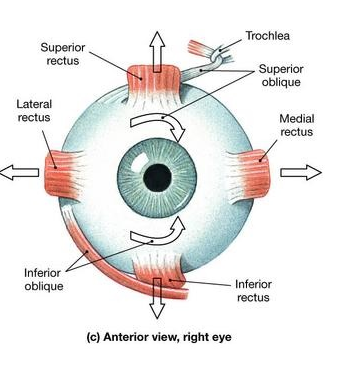 Superior
rectus
Trochlea
Superior
oblique
Lateral
rectus
Medial
rectus
Inferior
oblique
Inferior
rectus
(c) Anterior view, right eye